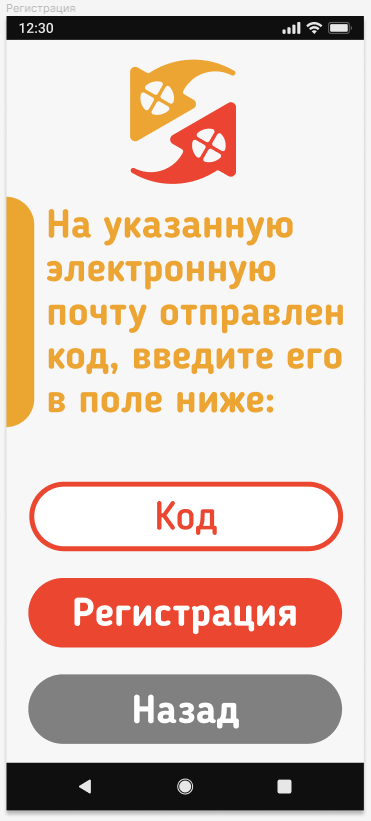 Регистрация
12:30
На указанную
электронную
почту отправлен
код, введите его
в поле ниже:
Код
Регистрация
Назад